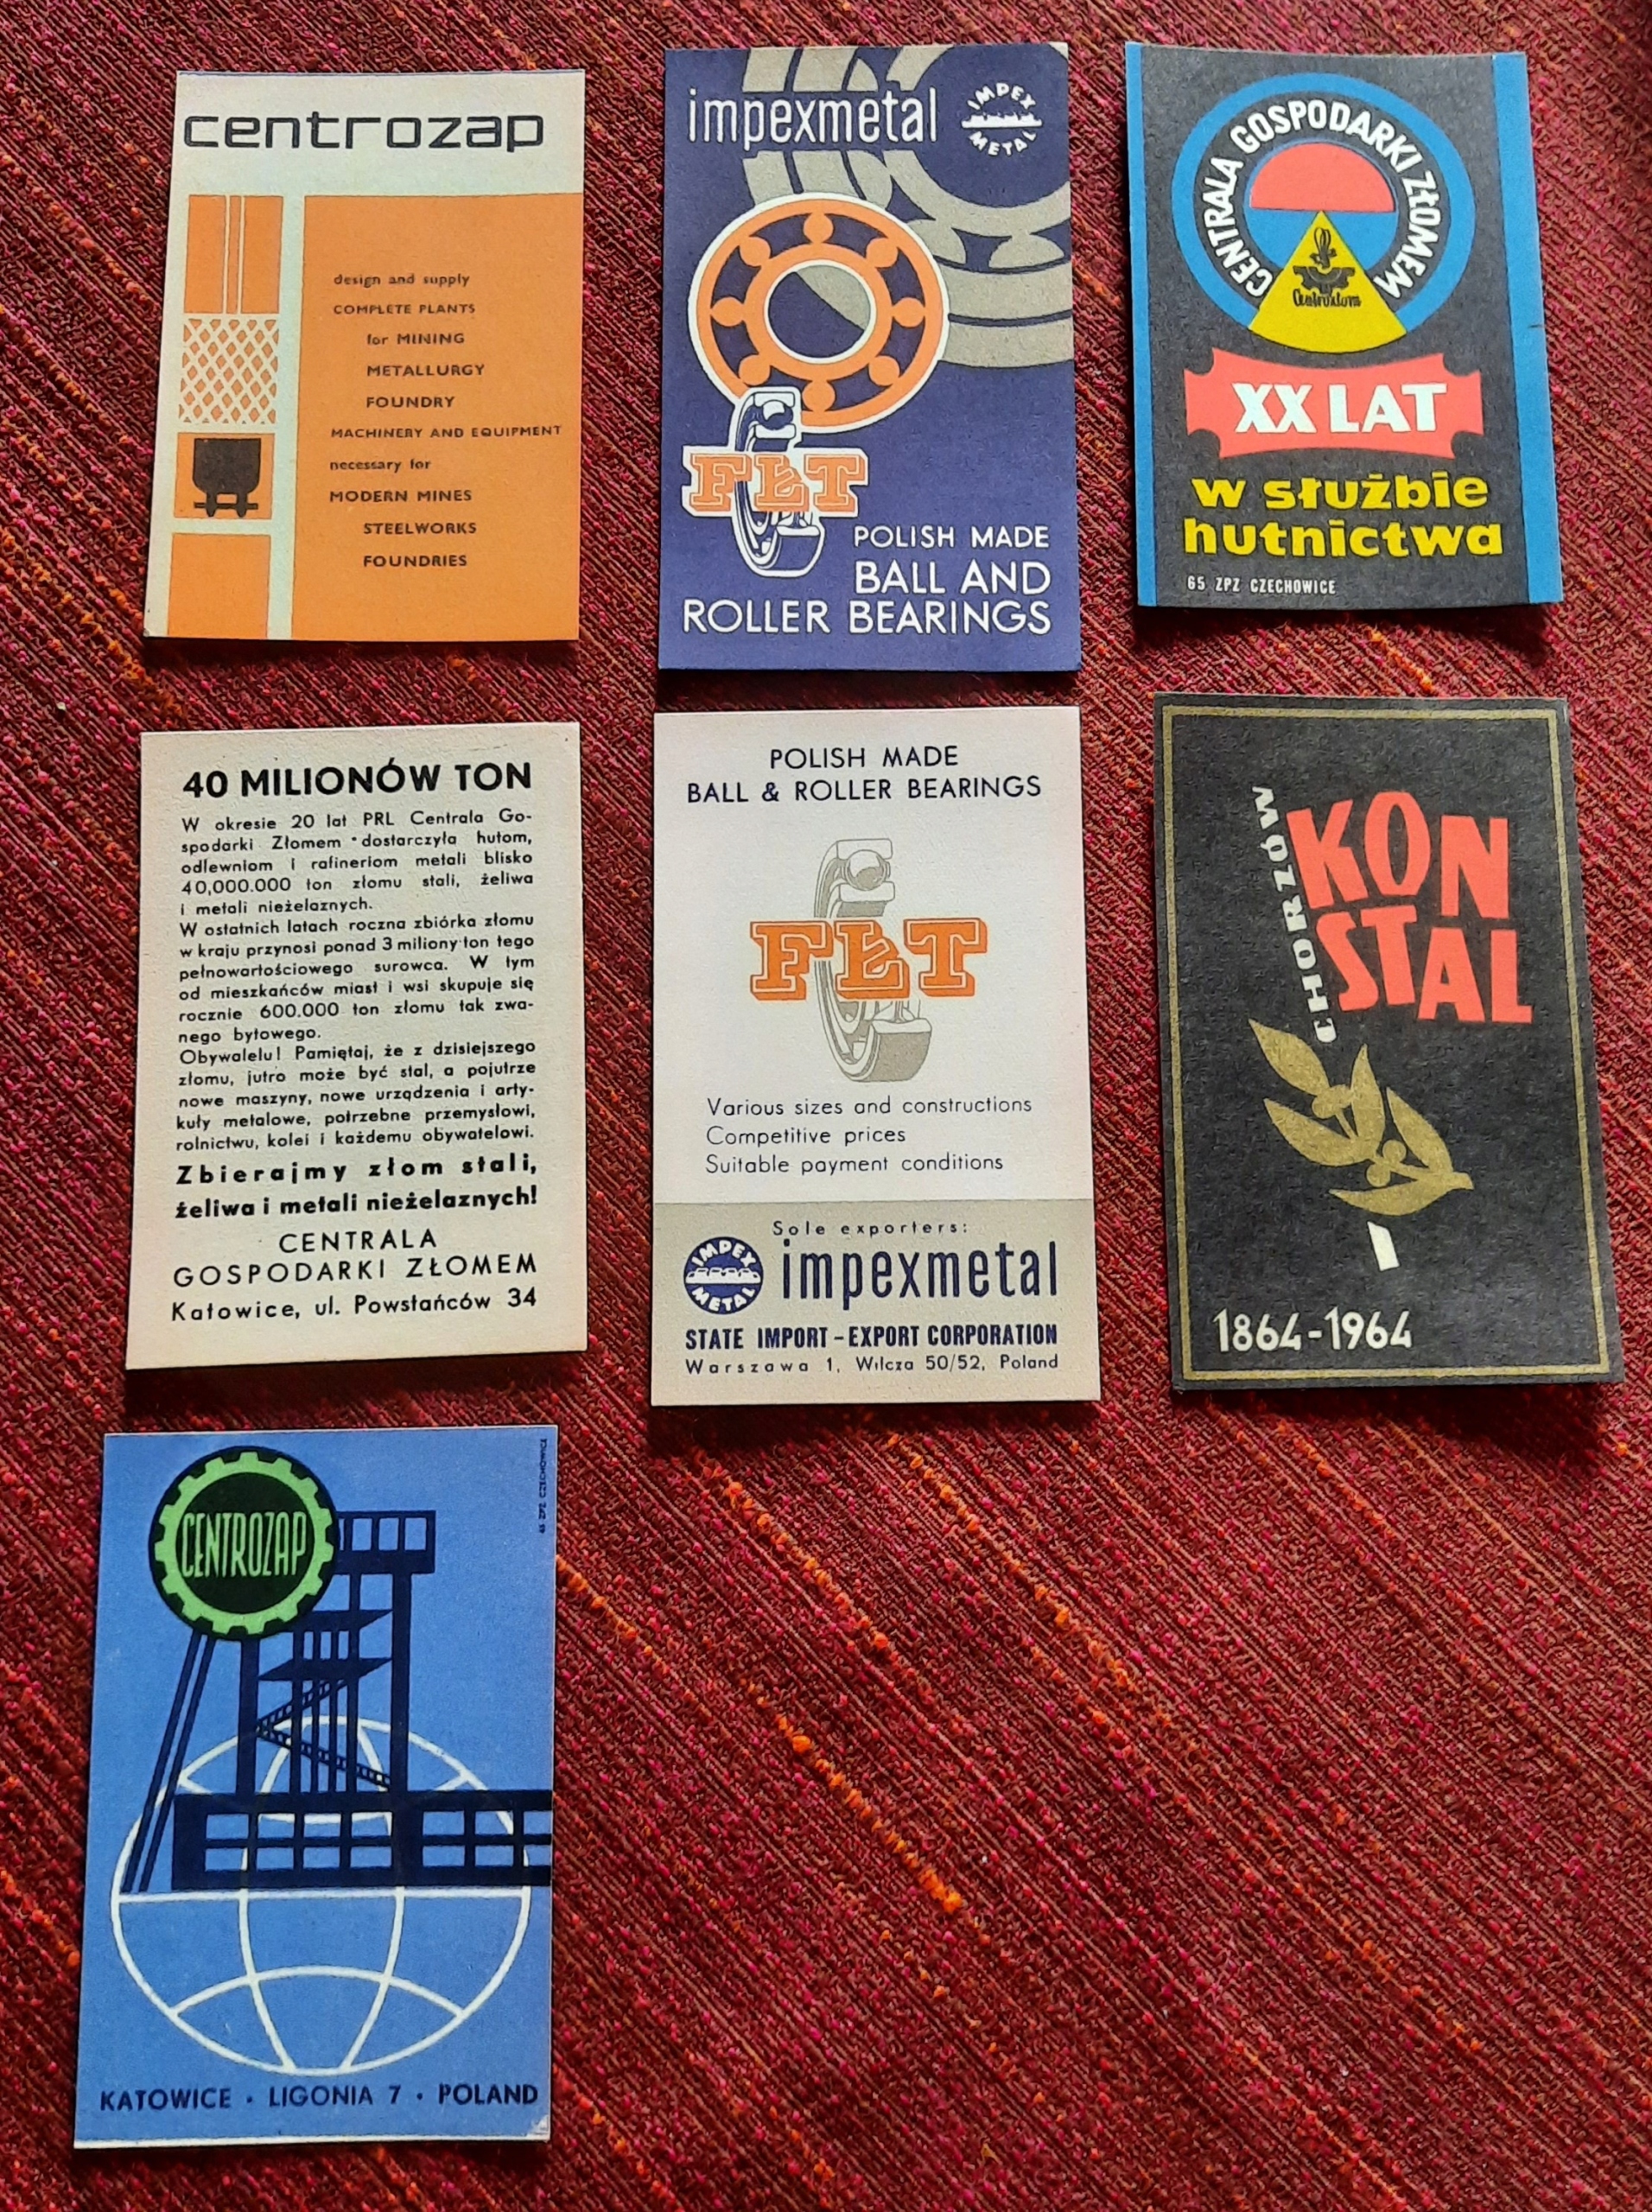 centrozap
design and supply
COMPLETE PLANTS
for MINING
METALLURGY
FOUNDRY
MACHINERY AND EQUIPMENT
necessary for
MODERN MINES
STEELWORKS
FOUNDRIES
impexmetal
IMPEX
METAL
FŁT
POLISH MADE
BALL AND
ROLLER BEARINGS
CENTRALA GOSPODARKI ZŁOMEM
Centrozłom
XX LAT
w służbie
hutnictwa
65 ZPZ CZECHOWICE
40 MILIONÓW TON
W okresie 20 lat PRL Centrala Go-
spodarki Złomem dostarczyła hutom,
odlewniom i rafineriom metali blisko
40,000.000 ton złomu stali, żeliwa
i metali nieżelaznych.
W ostatnich latach roczna zbiórka złomu
w kraju przynosi ponad 3 miliony ton tego
pełnowartościowego surowca. W tym
od mieszkańców miast i wsi skupuje się
rocznie 600.000 ton złomu tak zwa-
nego bytowego.
Obywatelu! Pamiętaj, że z dzisiejszego
złomu, jutro może być stal, a pojutrze
nowe maszyny, nowe urządzenia i arty-
kuły metalowe, potrzebne przemysłowi,
rolnictwu, kolei i każdemu obywatelowi.
Zbierajmy złom stali,
żeliwa i metali nieżelaznych!
CENTRALA
GOSPODARKI ZŁOMEM
Katowice, ul. Powstańców 34
POLISH MADE
BALL & ROLLER BEARINGS
FŁT
Various sizes and constructions
Competitive prices
Suitable payment conditions
Sole exporters:
IMPEX
METAL
impexmetal
STATE IMPORT-EXPORT CORPORATION
Warszawa 1, Wilcza 50/52, Poland
CHORZÓW
KON
STAL
1864-1964
65 ZPZ CZECHOWICE
CENTROZAP
KATOWICE · LIGONIA 7 · POLAND